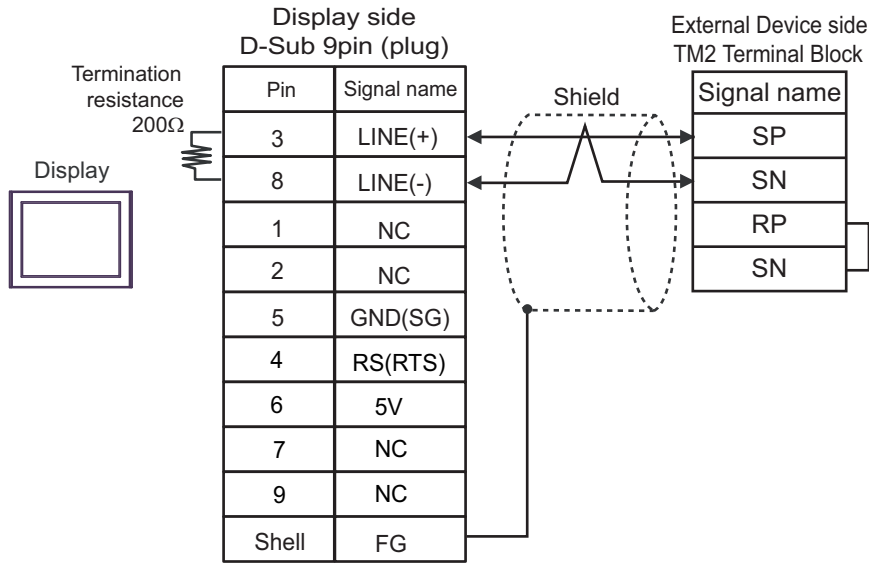 Display side
D-Sub 9pin (plug)
External Device side
TM2 Terminal Block
Termination
resistance
200Ω
Display
Shield
Pin Signal name
3 LINE(+)
8 LINE(-)
1 NC
2 NC
5 GND(SG)
4 RS(RTS)
6 5V
7 NC
9 NC
Shell FG
Signal name
SP
SN
RP
SN